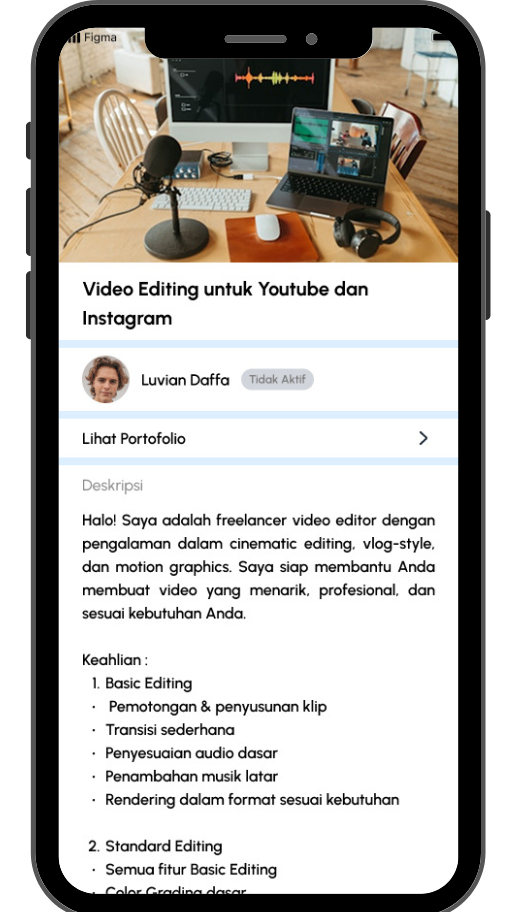 Figma
Video Editing untuk Youtube dan
Instagram
Luvian Daffa
Tidak Aktif
Lihat Portofolio
Deskripsi
Halo! Saya adalah freelancer video editor dengan
pengalaman dalam cinematic editing, vlog-style,
dan motion graphics. Saya siap membantu Anda
membuat video yang menarik, profesional, dan
sesuai kebutuhan Anda.
Keahlian :
1. Basic Editing
· Pemotongan & penyusunan klip
· Transisi sederhana
· Penyesuaian audio dasar
· Penambahan musik latar
· Rendering dalam format sesuai kebutuhan
2. Standard Editing
· Semua fitur Basic Editing
· Color Grading dasar